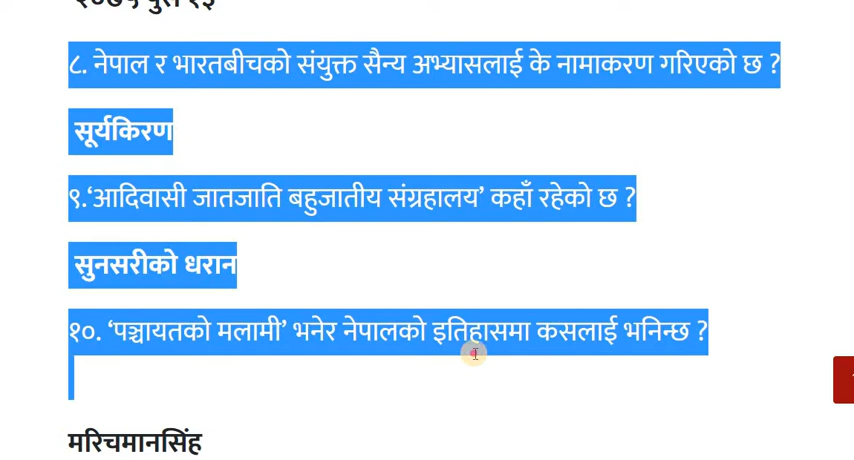 ८. नेपाल र भारतबीचको संयुक्त सैन्य अभ्यासलाई के नामाकरण गरिएको छ ?
सूर्यकिरण
९.‘आदिवासी जातजाति बहुजातीय संग्रहालय’ कहाँ रहेको छ ?
सुनसरीको धरान
१०. ‘पञ्चायतको मलामी’ भनेर नेपालको इतिहासमा कसलाई भनिन्छ ?
मरिचमानसिंह